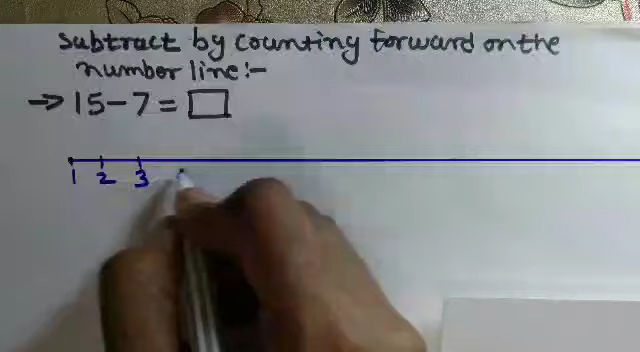 subtract by counting forward on the
number line:-
→ 15-7 = □
1 2 3